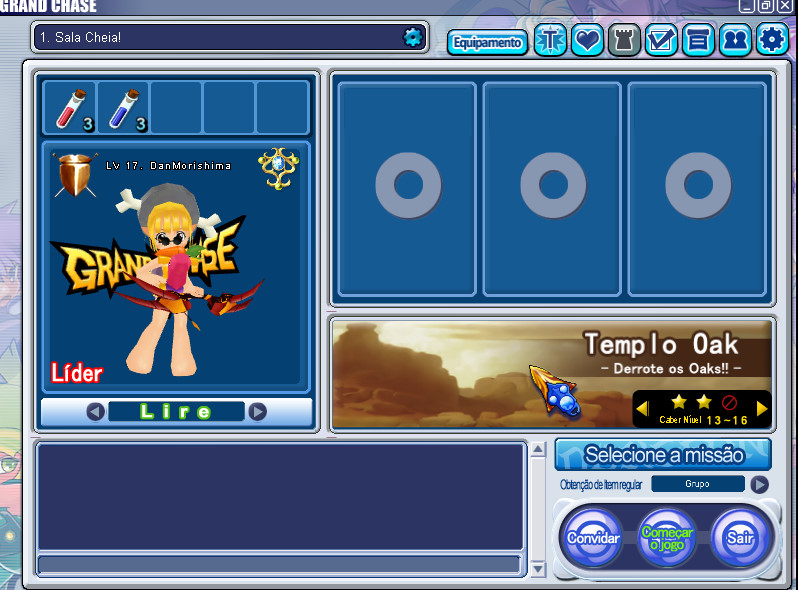 GRAND CHASE
1. Sala Cheia!
Equipamento
3
3
LV 17. DanMorishima
GRAND CHASE
Líder
Lire
Templo Oak
- Derrote os Oaks!! -
Caber Nível 13~16
Selecione a missão
Obtenção de Item regular
Grupo
Convidar
Começar o jogo
Sair